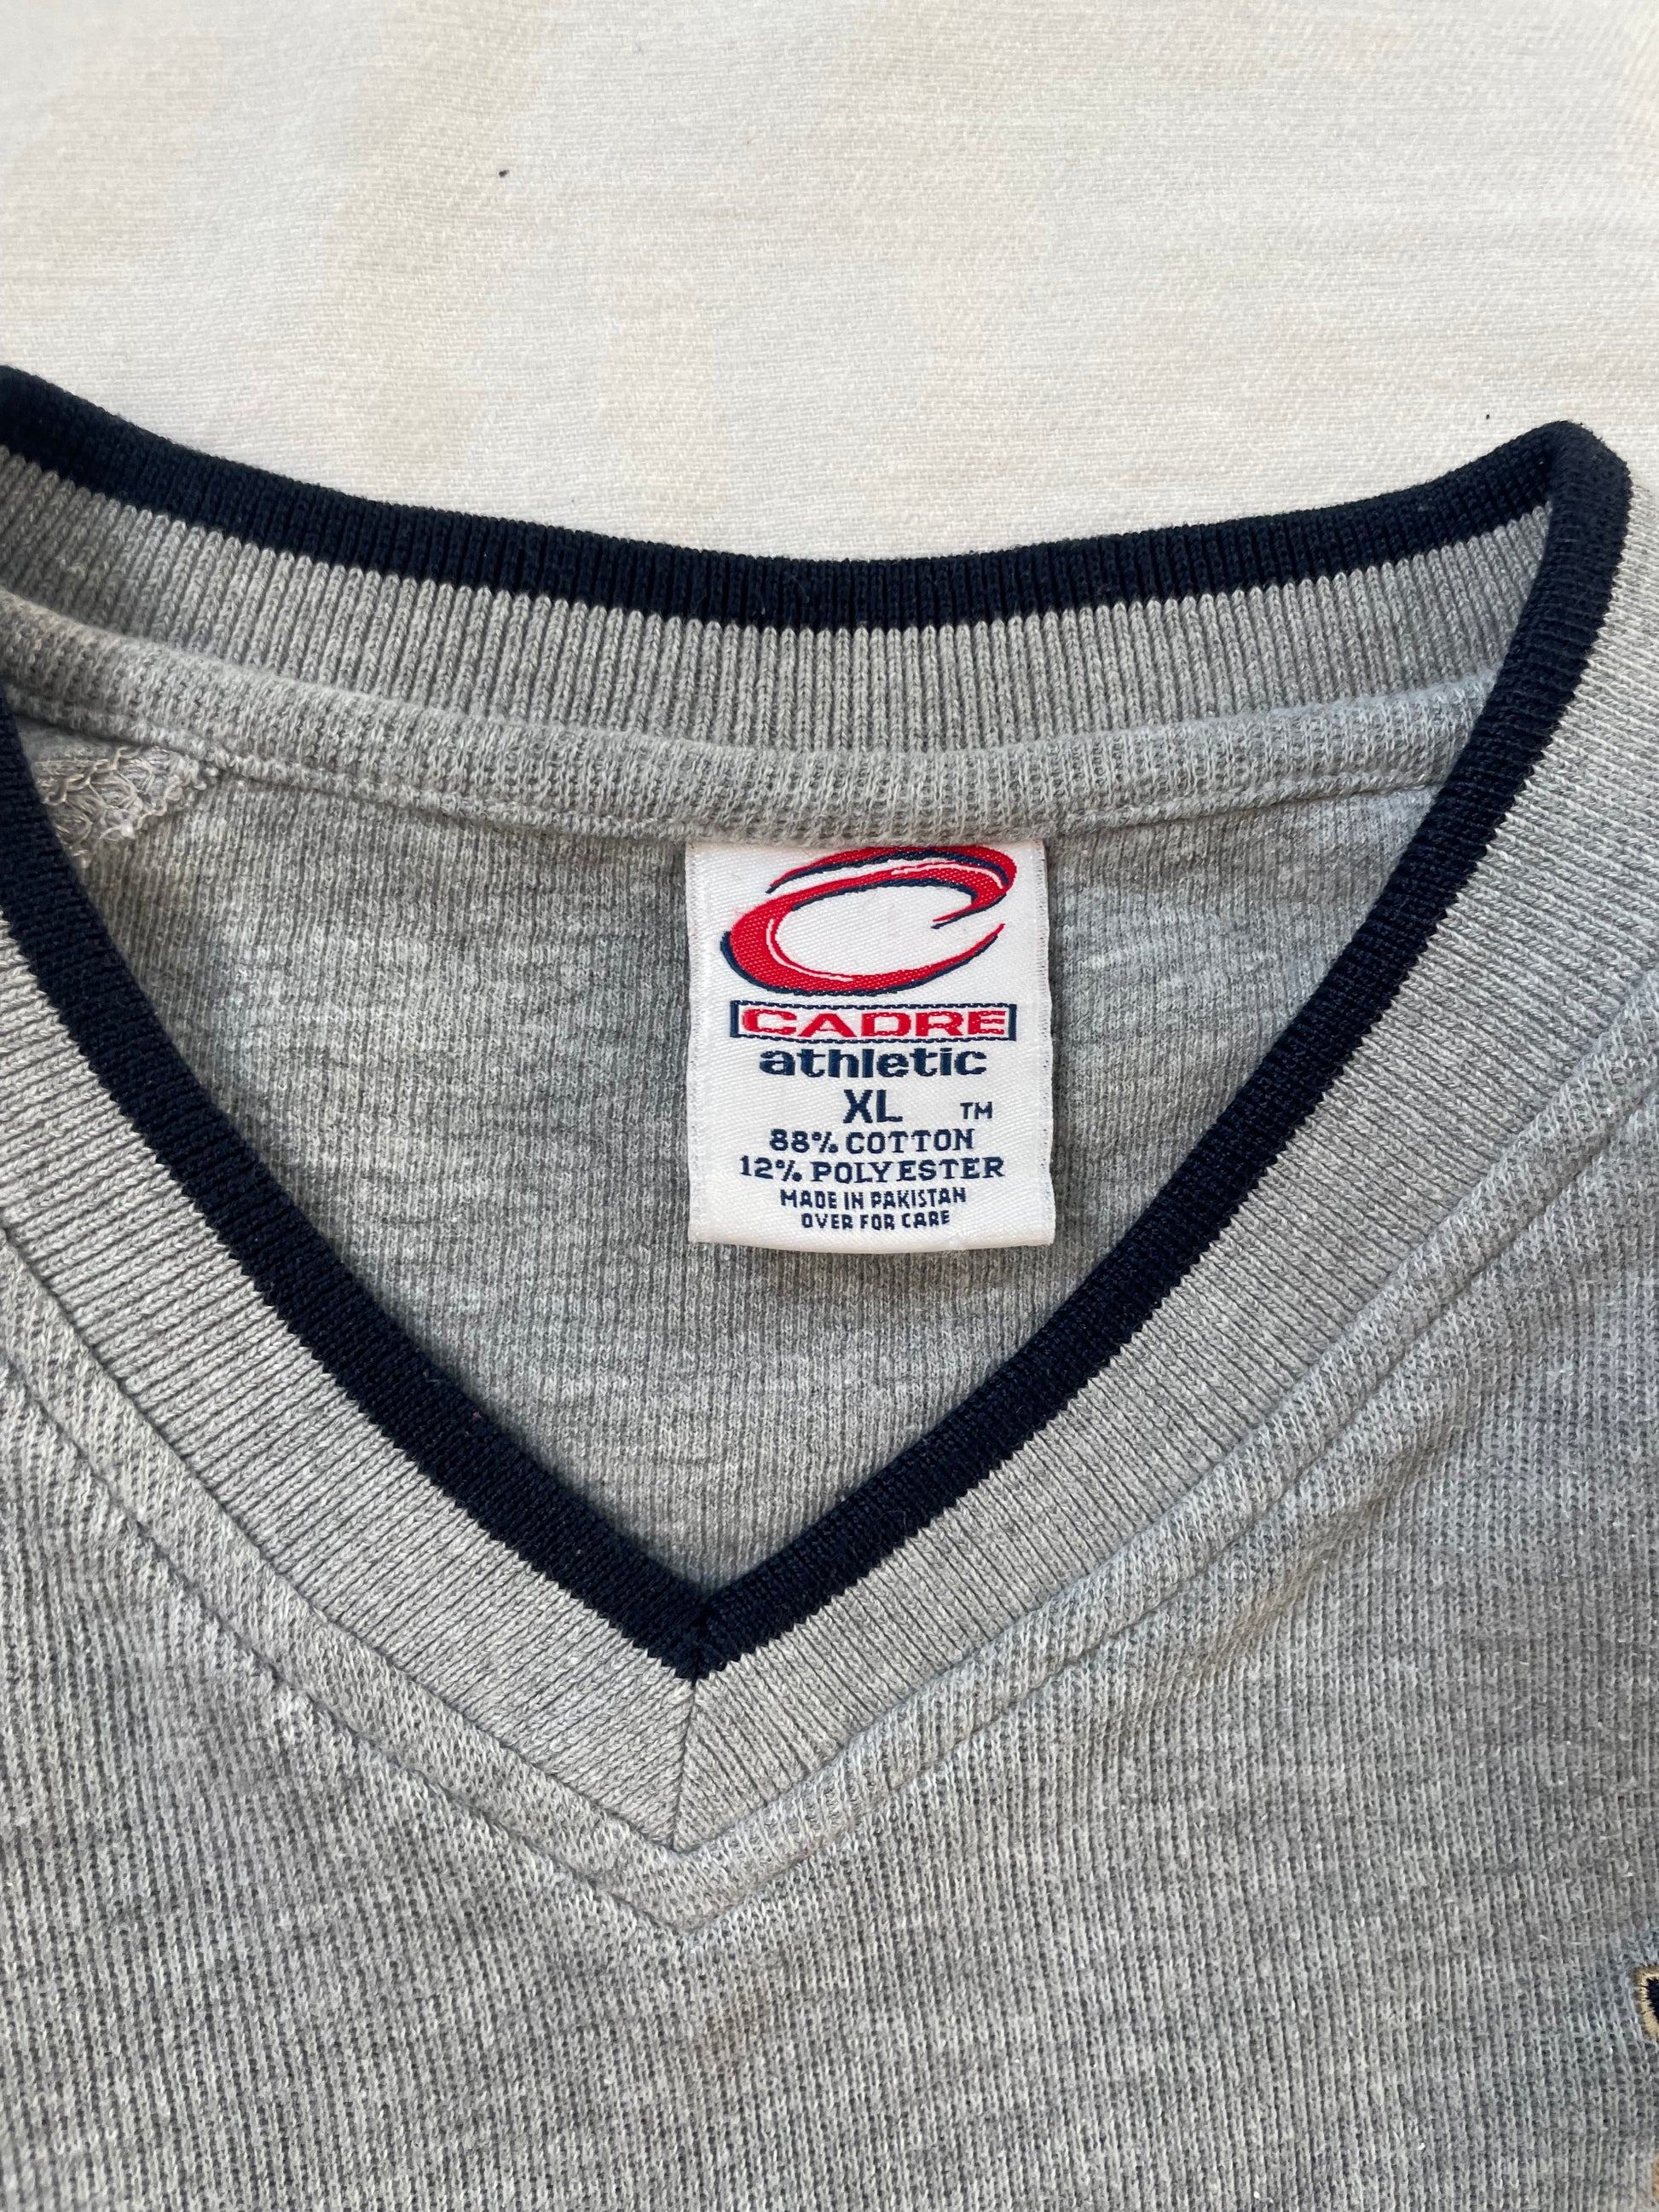 CADRE
athletic
XL TM
88% COTTON
12% POLYESTER
MADE IN PAKISTAN
OVER FOR CARE